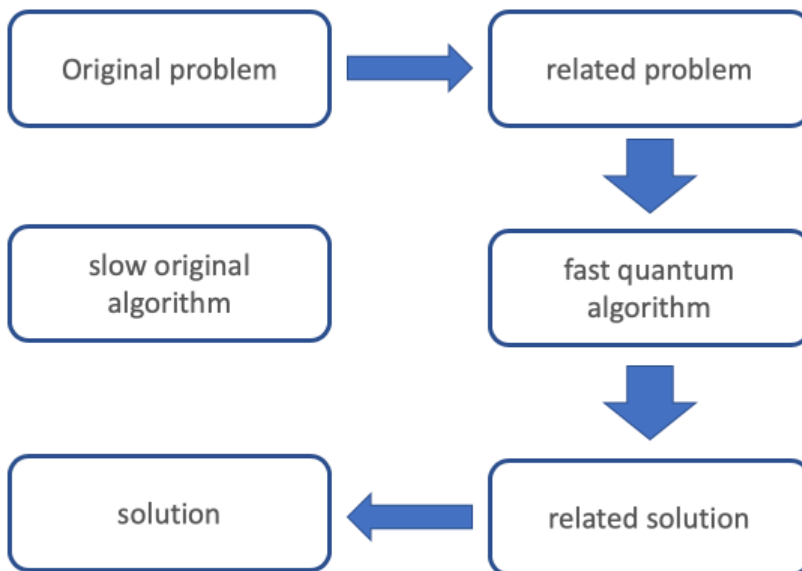 Original problem
related problem
slow original
algorithm
fast quantum
algorithm
solution
related solution